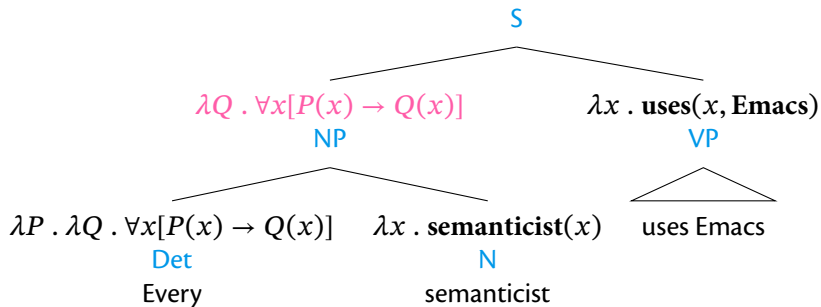 S
λQ . ∀x[P(x) → Q(x)] λx . uses(x, Emacs)
NP VP
λP . λQ . ∀x[P(x) → Q(x)] λx . semanticist(x) uses Emacs
Det N
Every semanticist